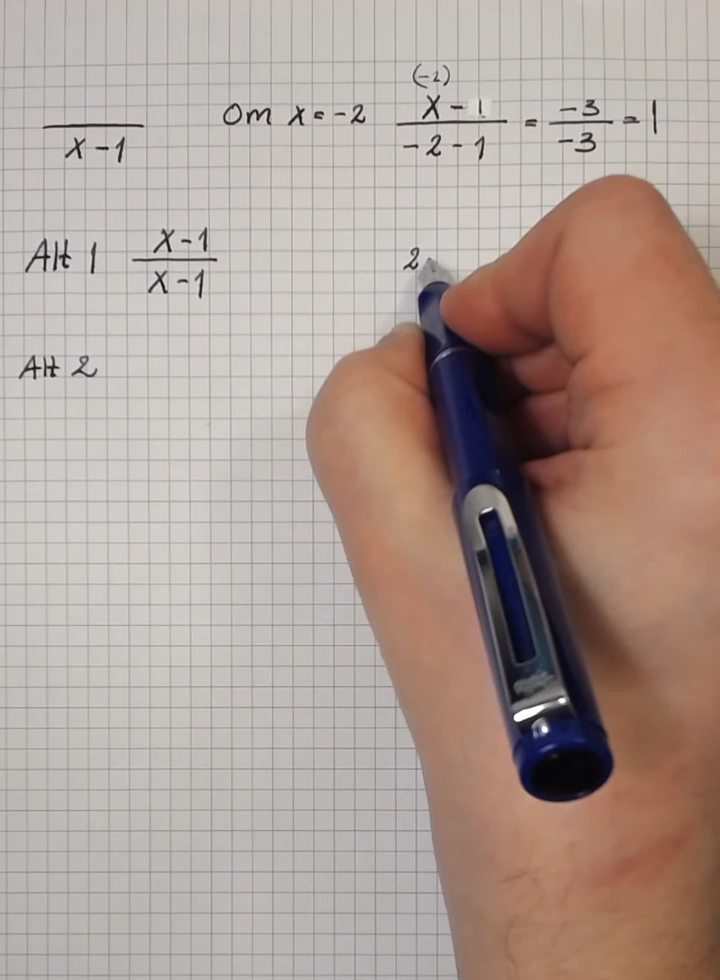 (-2)
―
x-1 Om x=-2 (x-1)/(-2-1) = (-3)/(-3) = 1
Alt 1 (x-1)/(x-1) 2
Alt 2